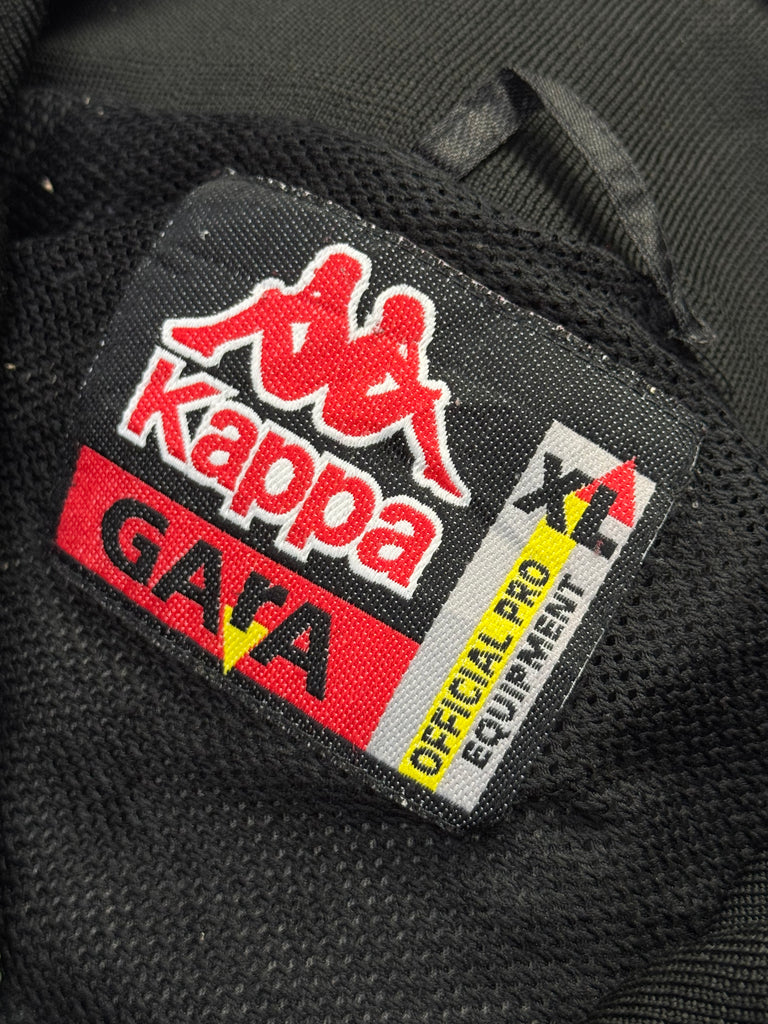 Kappa
GArA
XL
OFFICIAL PRO
EQUIPMENT